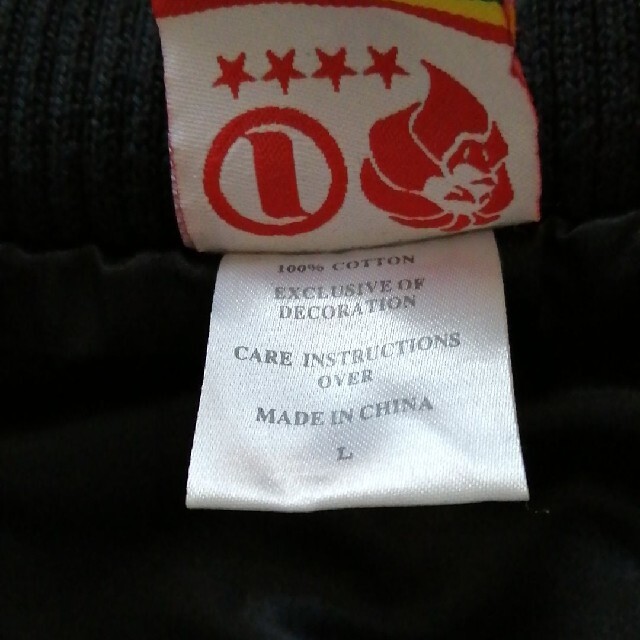 100% COTTON
EXCLUSIVE OF
DECORATION
CARE INSTRUCTIONS
OVER
MADE IN CHINA
L